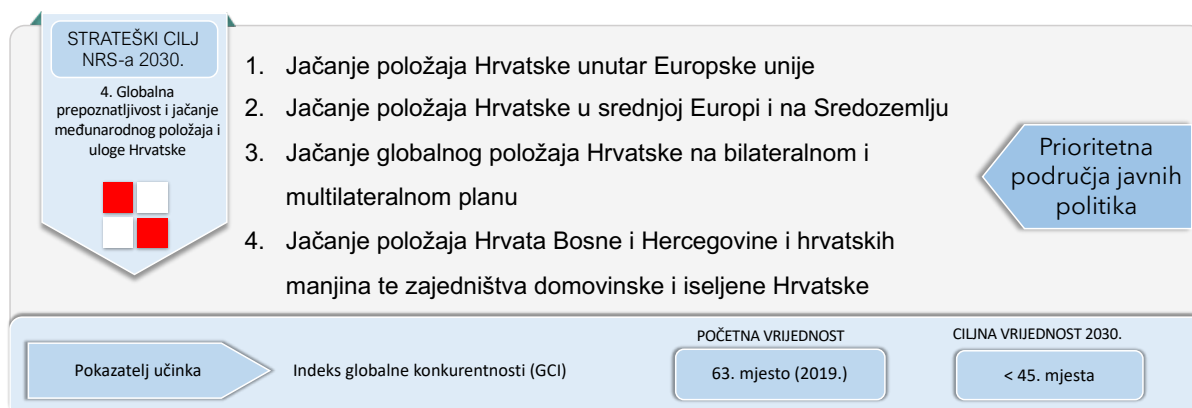 STRATEŠKI CILJ
NRS-a 2030.
4. Globalna
prepoznatljivost i jačanje
međunarodnog položaja i
uloge Hrvatske
1. Jačanje položaja Hrvatske unutar Europske unije
2. Jačanje položaja Hrvatske u srednjoj Europi i na Sredozemlju
3. Jačanje globalnog položaja Hrvatske na bilateralnom i
multilateralnom planu
4. Jačanje položaja Hrvata Bosne i Hercegovine i hrvatskih
manjina te zajedništva domovinske i iseljene Hrvatske
Prioritetna
područja javnih
politika
Pokazatelj učinka
Indeks globalne konkurentnosti (GCI)
POČETNA VRIJEDNOST
63. mjesto (2019.)
CILJNA VRIJEDNOST 2030.
< 45. mjesta